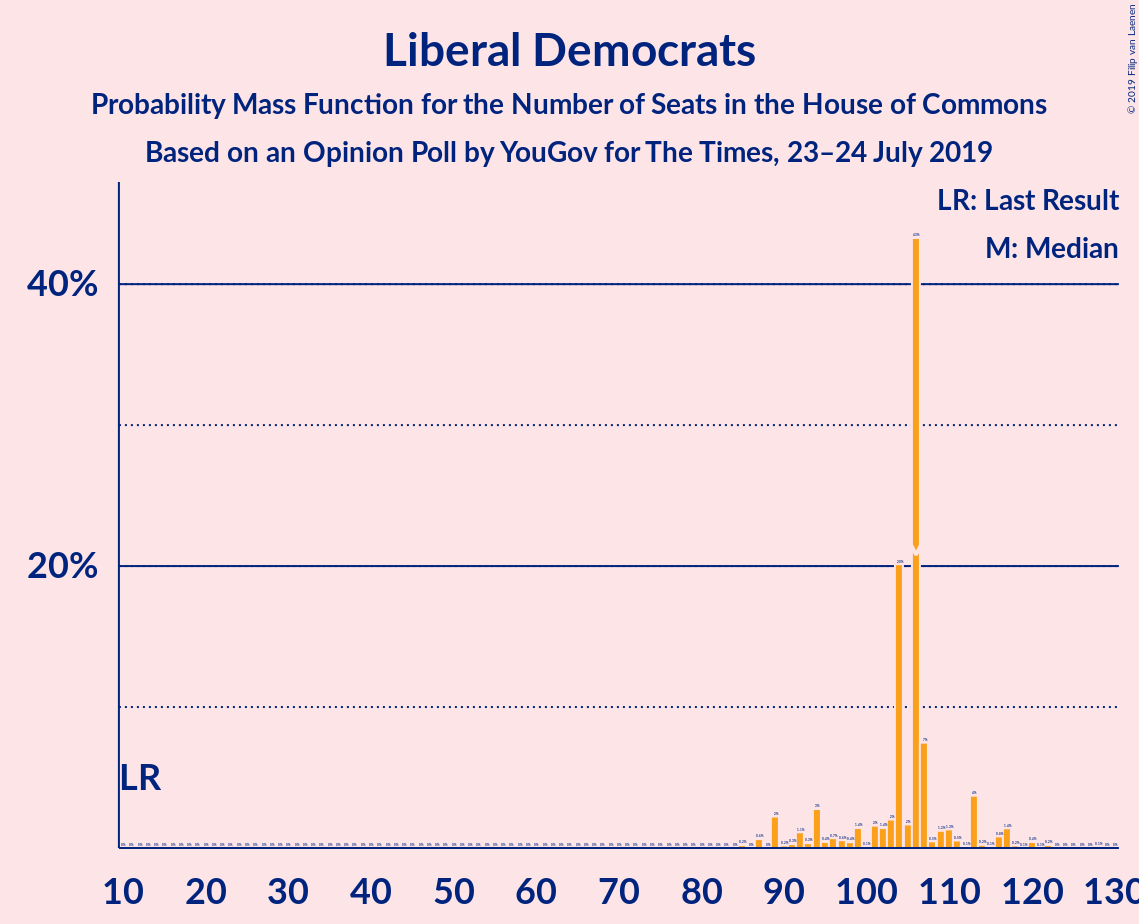 Liberal Democrats
Probability Mass Function for the Number of Seats in the House of Commons
Based on an Opinion Poll by YouGov for The Times, 23–24 July 2019
© 2019 Filip van Laenen
LR: Last Result
M: Median
40%
20%
LR
10 20 30 40 50 60 70 80 90 100 110 120 130